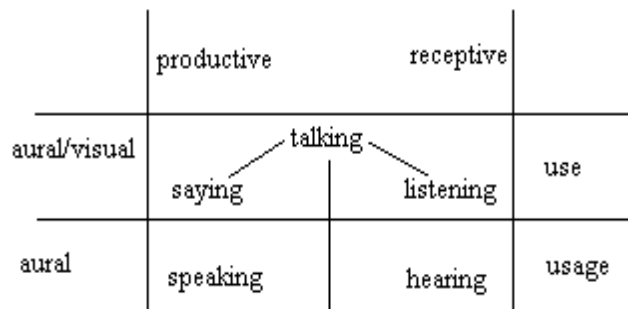 productive receptive
aural/visual talking
saying listening use
aural speaking hearing usage